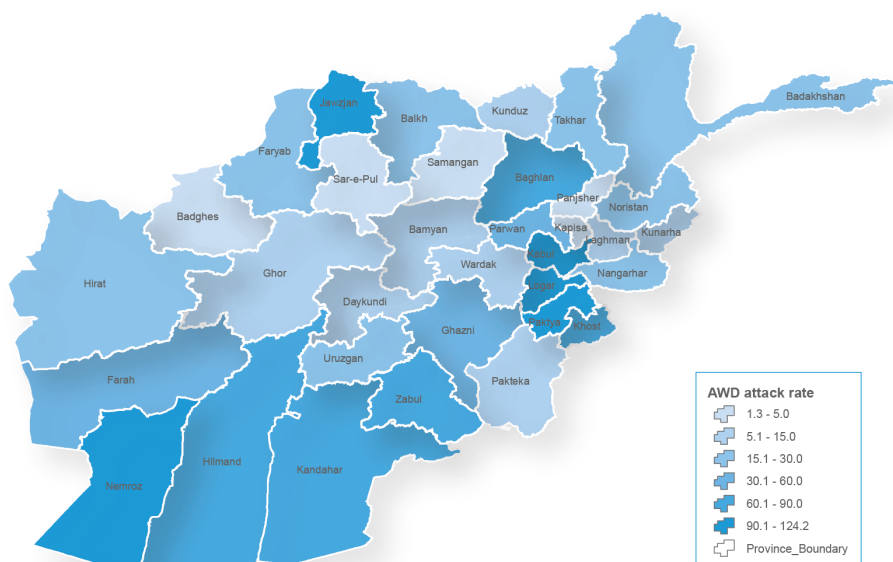 Jawzjan
Badakhshan
Balkh
Kunduz
Takhar
Faryab
Samangan
Sar-e-Pul
Baghlan
Panjsher
Noristan
Badghes
Bamyan
Parwan
Kapisa
Kunarha
Laghman
Kabul
Wardak
Ghor
Nangarhar
Hirat
Logar
Daykundi
Paktya
Khost
Ghazni
Uruzgan
Farah
Pakteka
Zabul
Hilmand
Kandahar
Nemroz
AWD attack rate
1.3 - 5.0
5.1 - 15.0
15.1 - 30.0
30.1 - 60.0
60.1 - 90.0
90.1 - 124.2
Province_Boundary